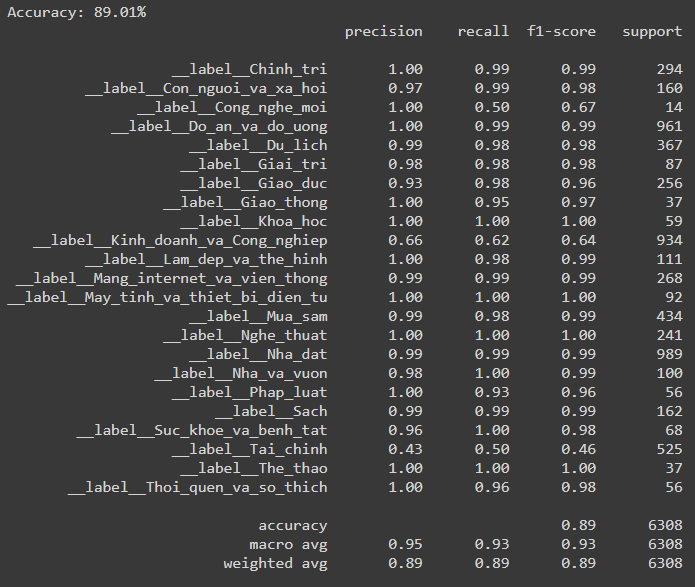 Accuracy: 89.01%
precision recall f1-score support
__label__Chinh_tri 1.00 0.99 0.99 294
__label__Con_nguoi_va_xa_hoi 0.97 0.99 0.98 160
__label__Cong_nghe_moi 1.00 0.50 0.67 14
__label__Do_an_va_do_uong 1.00 0.99 0.99 961
__label__Du_lich 0.99 0.98 0.98 367
__label__Giai_tri 0.98 0.98 0.98 87
__label__Giao_duc 0.93 0.98 0.96 256
__label__Giao_thong 1.00 0.95 0.97 37
__label__Khoa_hoc 1.00 1.00 1.00 59
__label__Kinh_doanh_va_Cong_nghiep 0.66 0.62 0.64 934
__label__Lam_dep_va_the_hinh 1.00 0.98 0.99 111
__label__Mang_internet_va_vien_thong 0.99 0.99 0.99 268
__label__May_tinh_va_thiet_bi_dien_tu 1.00 1.00 1.00 92
__label__Mua_sam 0.99 0.98 0.99 434
__label__Nghe_thuat 1.00 1.00 1.00 241
__label__Nha_dat 0.99 0.99 0.99 989
__label__Nha_va_vuon 0.98 1.00 0.99 100
__label__Phap_luat 1.00 0.93 0.96 56
__label__Sach 0.99 0.99 0.99 162
__label__Suc_khoe_va_benh_tat 0.96 1.00 0.98 68
__label__Tai_chinh 0.43 0.50 0.46 525
__label__The_thao 1.00 1.00 1.00 37
__label__Thoi_quen_va_so_thich 1.00 0.96 0.98 56
accuracy 0.89 6308
macro avg 0.95 0.93 0.93 6308
weighted avg 0.89 0.89 0.89 6308